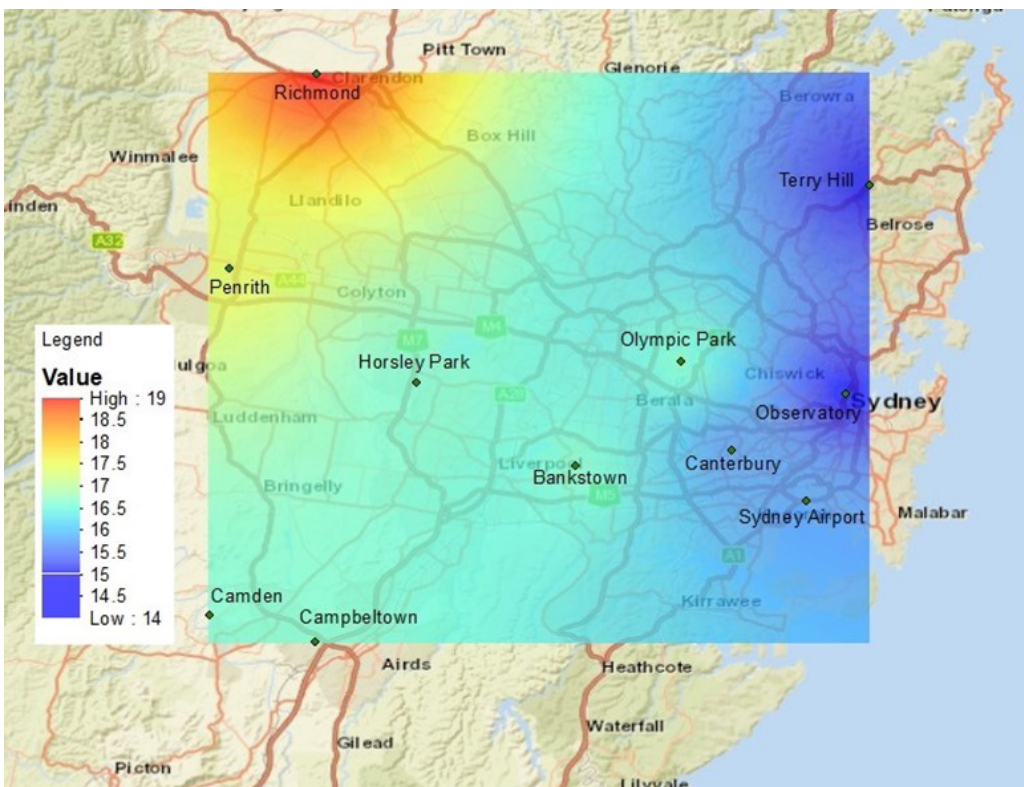 Pitt Town
Glenorie
Clarendon
Richmond
Berowra
Box Hill
Winmalee
Terry Hill
Llandilo
Linden
Belrose
A32
Penrith
A44
Colyton
M4
Legend
M7
Olympic Park
Horsley Park
Chiswick
Value
High : 19
18.5
18
17.5
17
16.5
16
15.5
15
14.5
Low : 14
A28
Berala
Sydney
Observatory
Luddenham
Liverpool
Canterbury
Bankstown
Bringelly
M5
Sydney Airport
Malabar
A1
Camden
Kirrawee
Campbeltown
Airds
Heathcote
Waterfall
Gilead
Picton
Lilyvale